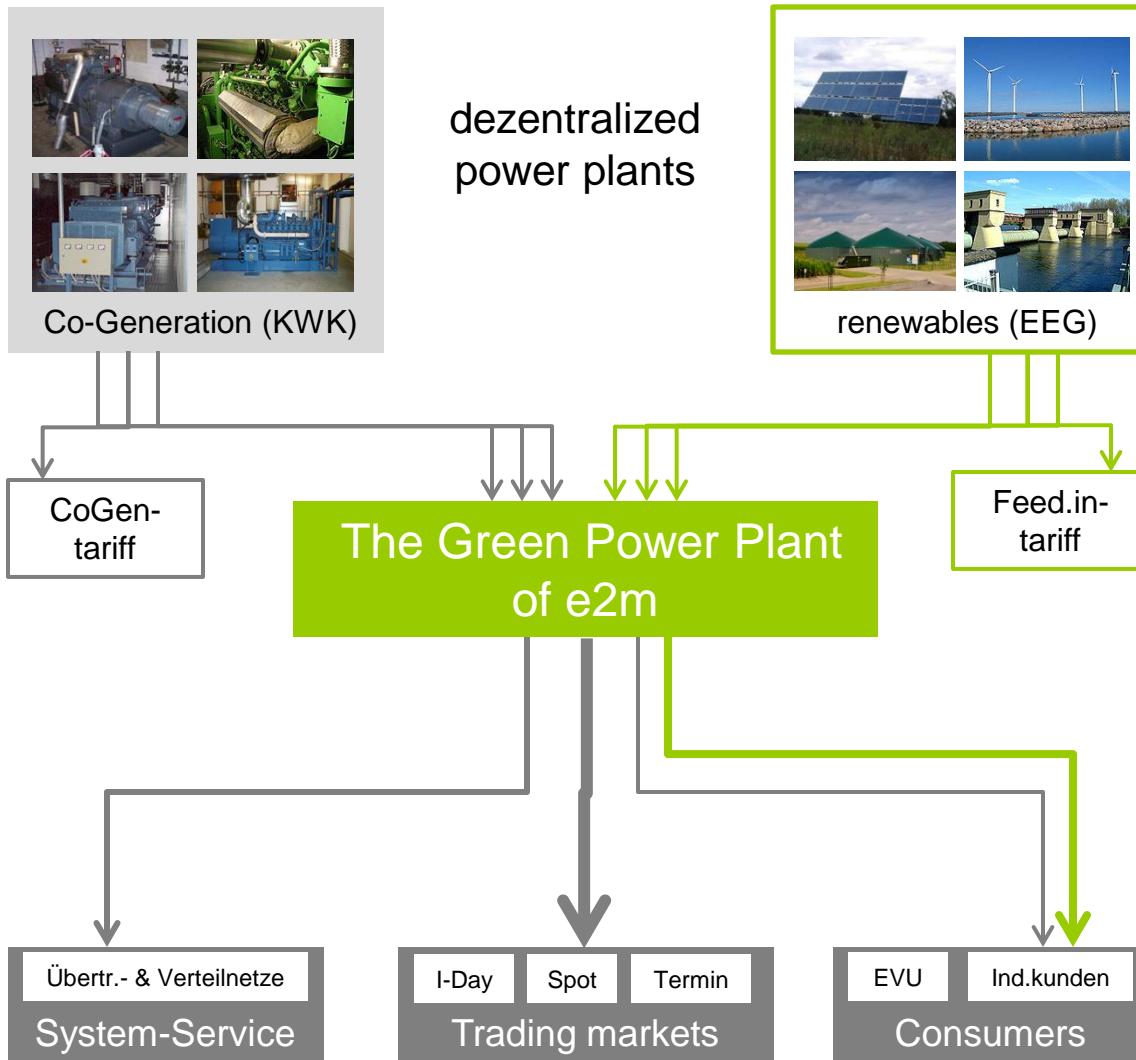 dezentralized
power plants
Co-Generation (KWK)
renewables (EEG)
CoGen-
tariff
Feed.in-
tariff
The Green Power Plant
of e2m
Übertr.- & Verteilnetze
System-Service
I-Day
Spot
Termin
Trading markets
EVU
Ind.kunden
Consumers